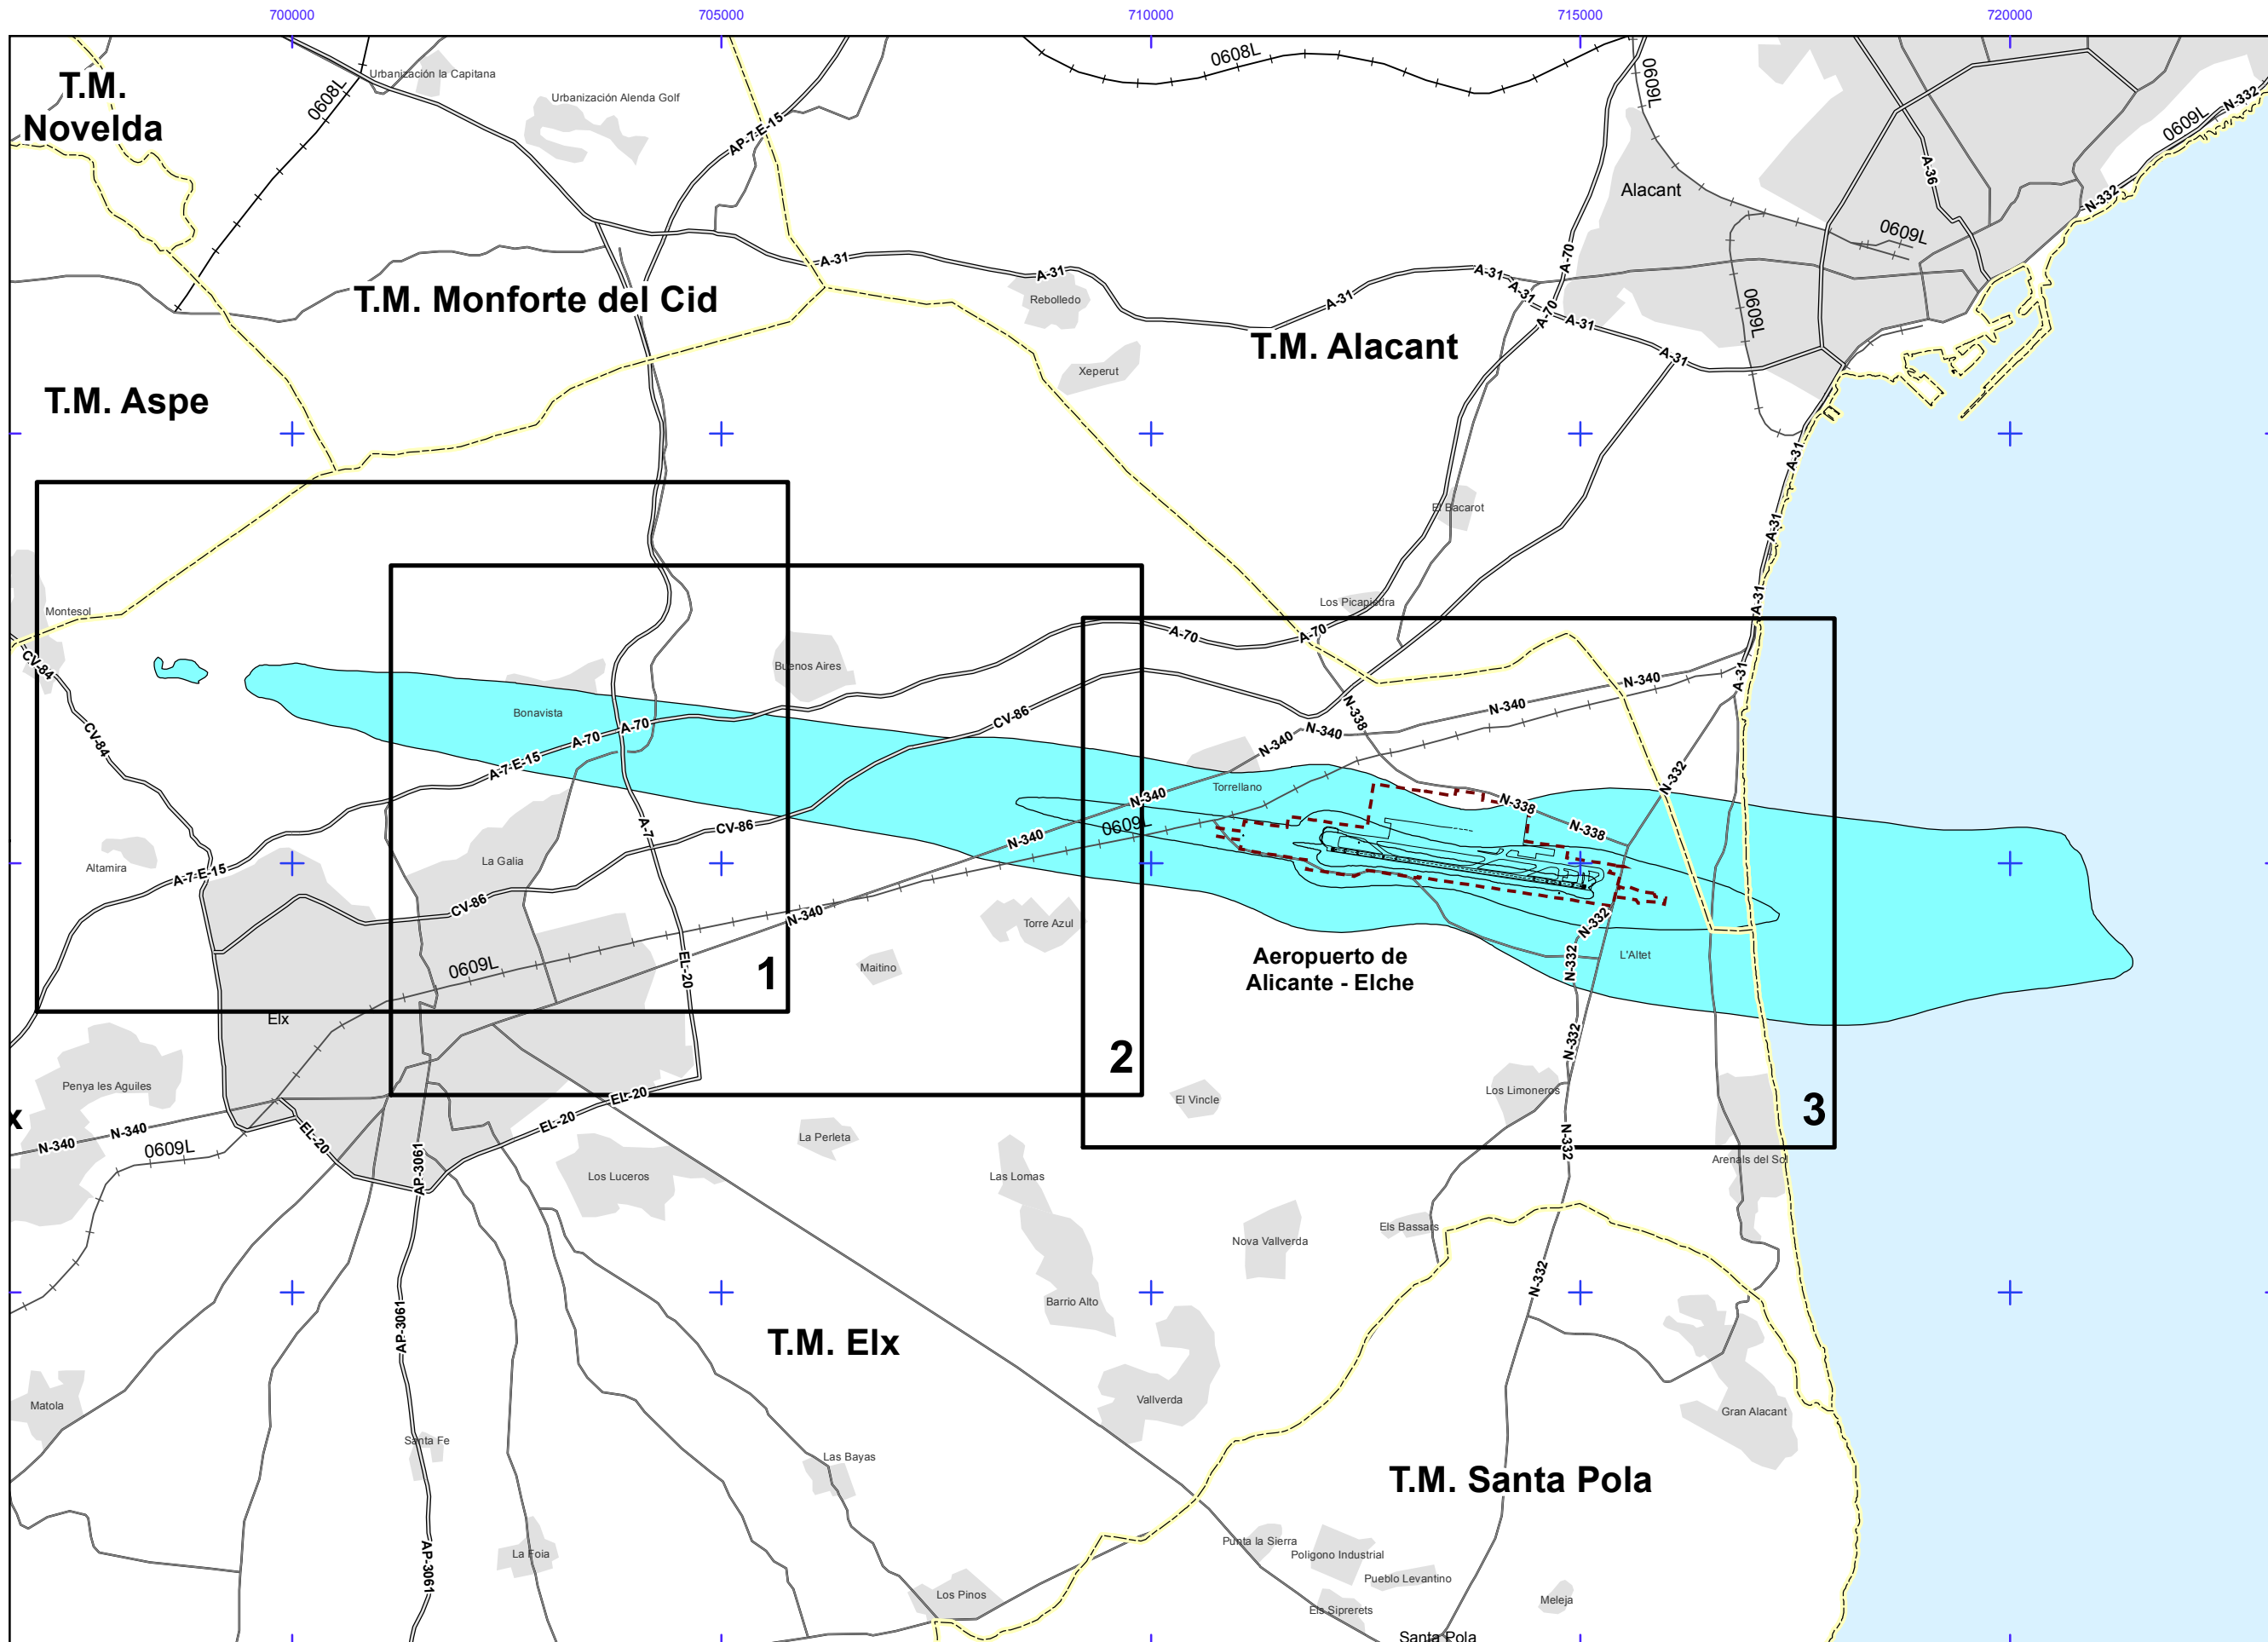 700000
705000
710000
715000
720000
T.M.
Novelda
Urbanización la Capitana
Urbanización Alenda Golf
0608L
0608L
0609L
0609L
N-332
AP-7-E-15
A-36
N-332
Alacant
0609L
A-31
A-31
A-31
A-31
A-31
A-31
A-31
A-70
A-70
0609L
T.M. Monforte del Cid
Rebolledo
T.M. Alacant
Xeperut
T.M. Aspe
A-31
El Bacarot
A-31
Montesol
Los Picapiedra
A-31
A-70
A-70
CV-84
Buenos Aires
A-31
N-340
N-340
N-338
Bonavista
A-70
A-70
CV-86
CV-84
N-340
N-340
A-7-E-15
Torrellano
N-332
N-340
N-338
N-338
0609L
A-7
CV-86
N-340
La Galia
Altamira
A-7-E-15
CV-86
N-340
Torre Azul
N-332
0609L
1
Maitino
EL-20
Aeropuerto de
Alicante - Elche
N-332
L'Altet
Elx
2
N-332
Penya les Aguiles
EL-20
El Vincle
Los Limoneros
3
x
N-340
N-340
0609L
EL-20
EL-20
AP-3061
La Perleta
N-332
Arenals del Sol
Los Luceros
Las Lomas
Els Bassars
Nova Vallverda
N-332
Barrio Alto
AP-3061
T.M. Elx
Matola
Vallverda
Gran Alacant
Santa Fe
Las Bayas
T.M. Santa Pola
AP-3061
La Foia
Punta la Sierra
Poligono Industrial
Pueblo Levantino
Los Pinos
Meleja
Els Siprerets
Santa Pola